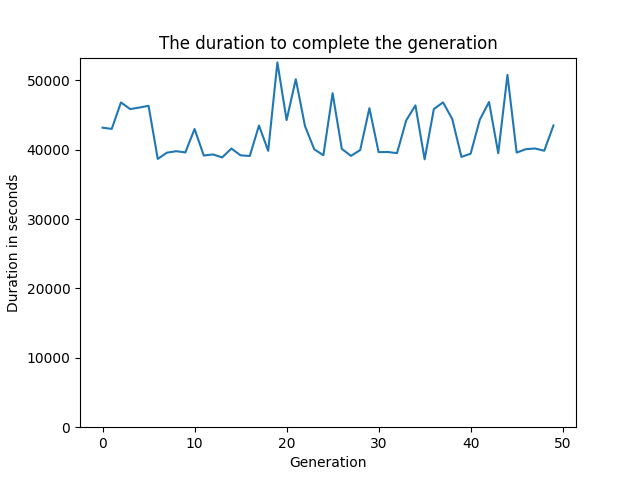 The duration to complete the generation
50000
40000
30000
20000
10000
0
Duration in seconds
0 10 20 30 40 50
Generation